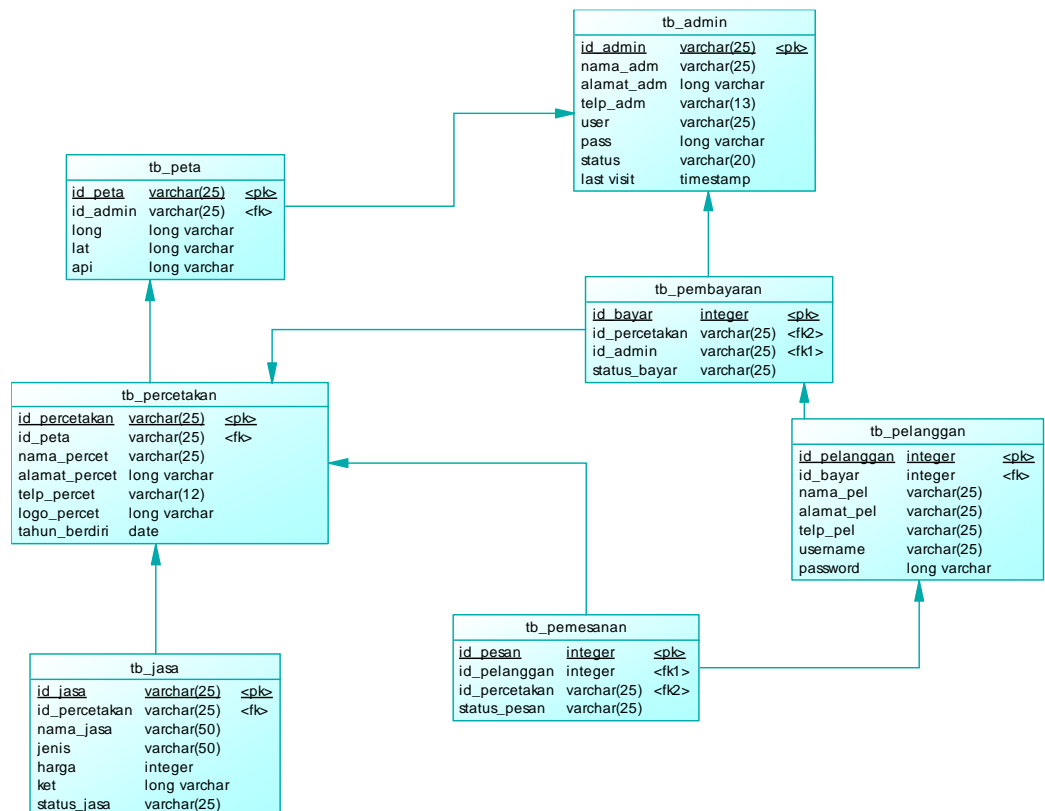 tb_admin
id_admin varchar(25) <pk>
nama_adm varchar(25)
alamat_adm long varchar
telp_adm varchar(13)
user varchar(25)
pass long varchar
status varchar(20)
last visit timestamp
tb_peta
id_peta varchar(25) <pk>
id_admin varchar(25) <fk>
long long varchar
lat long varchar
api long varchar
tb_pembayaran
id_bayar integer <pk>
id_percetakan varchar(25) <fk2>
id_admin varchar(25) <fk1>
status_bayar varchar(25)
tb_percetakan
id_percetakan varchar(25) <pk>
id_peta varchar(25) <fk>
nama_percet varchar(25)
alamat_percet long varchar
telp_percet varchar(12)
logo_percet long varchar
tahun_berdiri date
tb_pelanggan
id_pelanggan integer <pk>
id_bayar integer <fk>
nama_pel varchar(25)
alamat_pel varchar(25)
telp_pel varchar(25)
username varchar(25)
password long varchar
tb_pemesanan
id_pesan integer <pk>
id_pelanggan integer <fk1>
id_percetakan varchar(25) <fk2>
status_pesan varchar(25)
tb_jasa
id_jasa varchar(25) <pk>
id_percetakan varchar(25) <fk>
nama_jasa varchar(50)
jenis varchar(50)
harga integer
ket long varchar
status_jasa varchar(25)